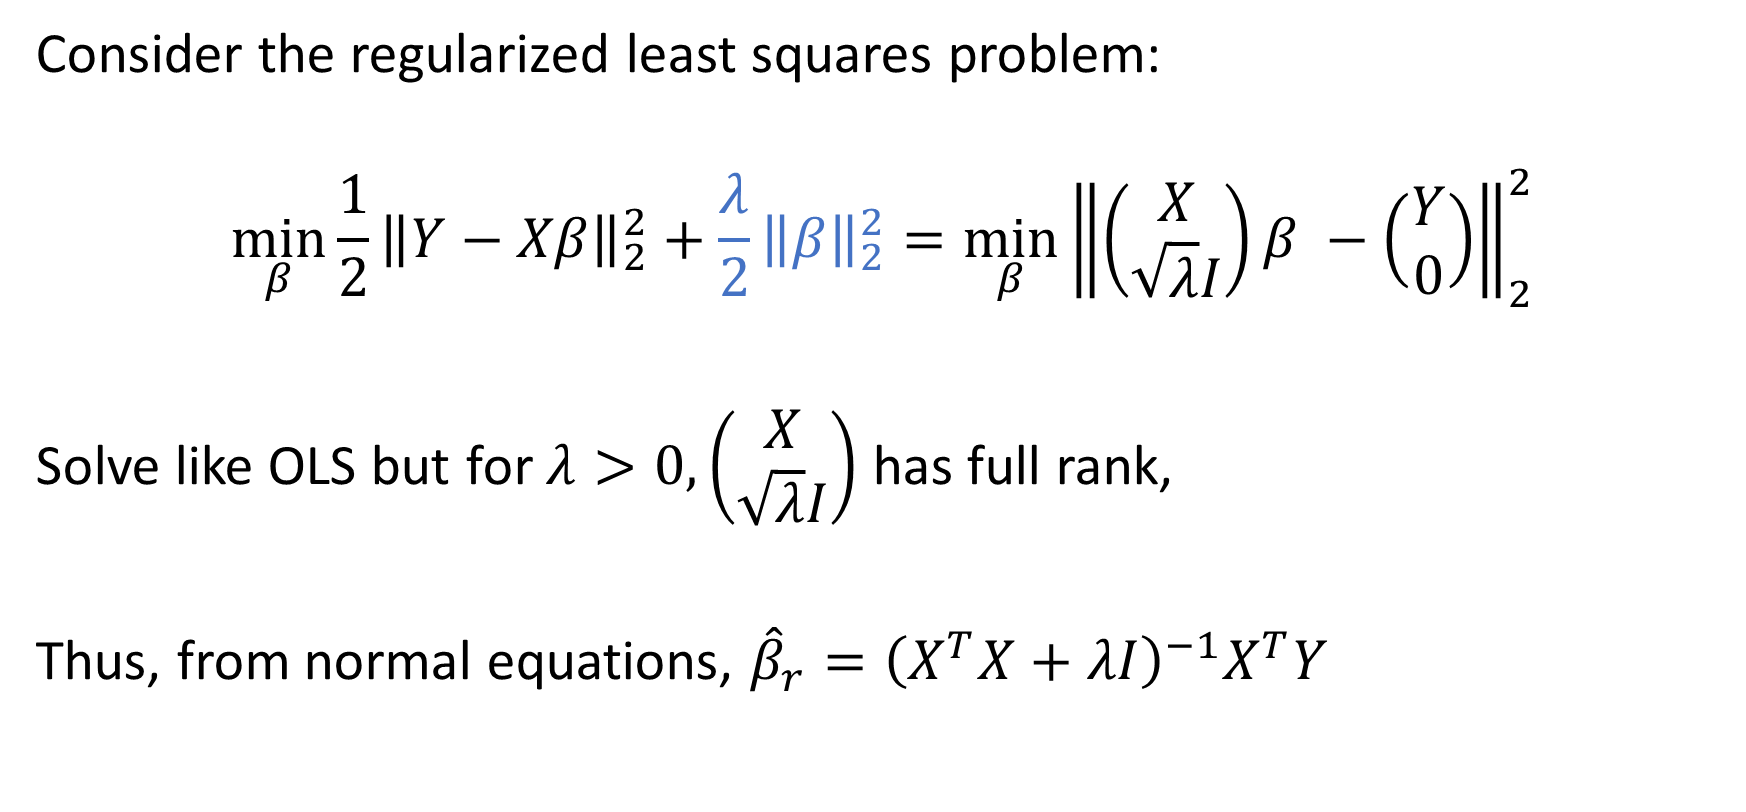 Consider the regularized least squares problem:
min_β 1/2 ‖Y − Xβ‖₂² + λ/2 ‖β‖₂² = min_β ‖(X √λI) β − (Y 0)‖₂²
Solve like OLS but for λ > 0, (X √λI) has full rank,
Thus, from normal equations, β̂ᵣ = (XᵀX + λI)⁻¹XᵀY